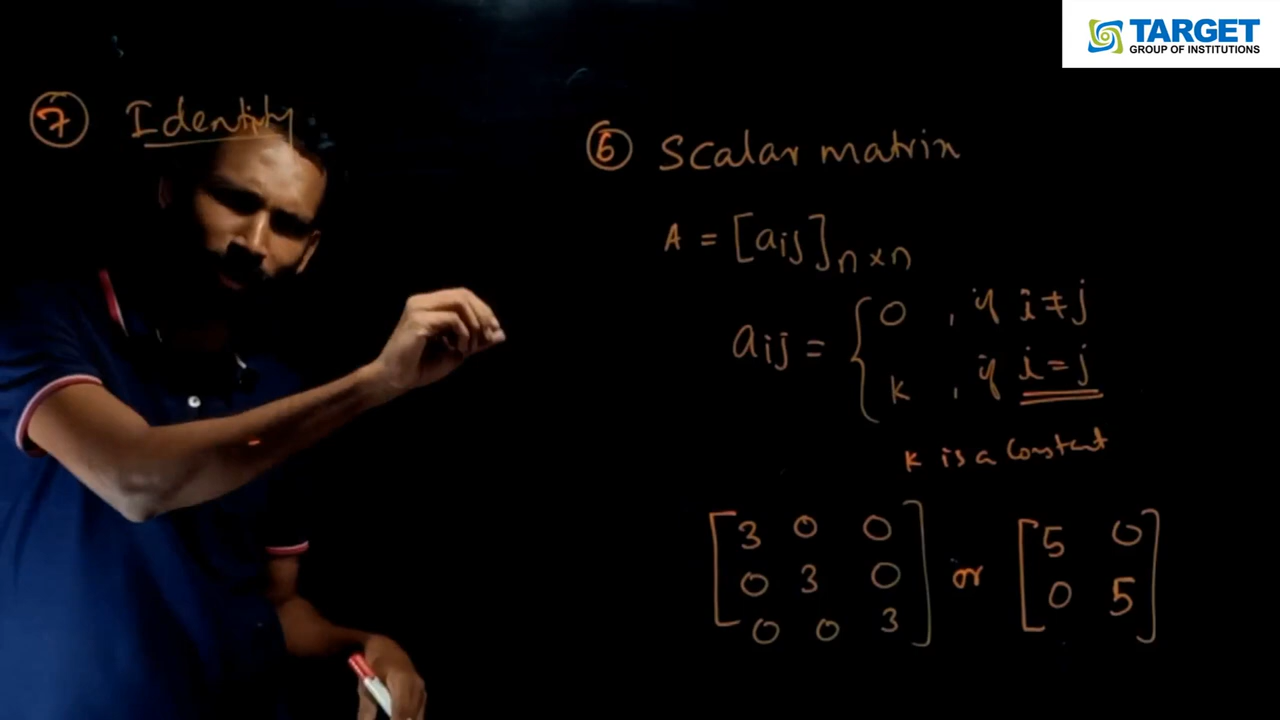 TARGET
GROUP OF INSTITUTIONS
7 Identity
6 Scalar matrix
A = [aij]n×n
aij = { 0 , if i ≠ j
k , if i = j
K is a constant
[3 0 0
0 3 0
0 0 3] or [5 0
0 5]